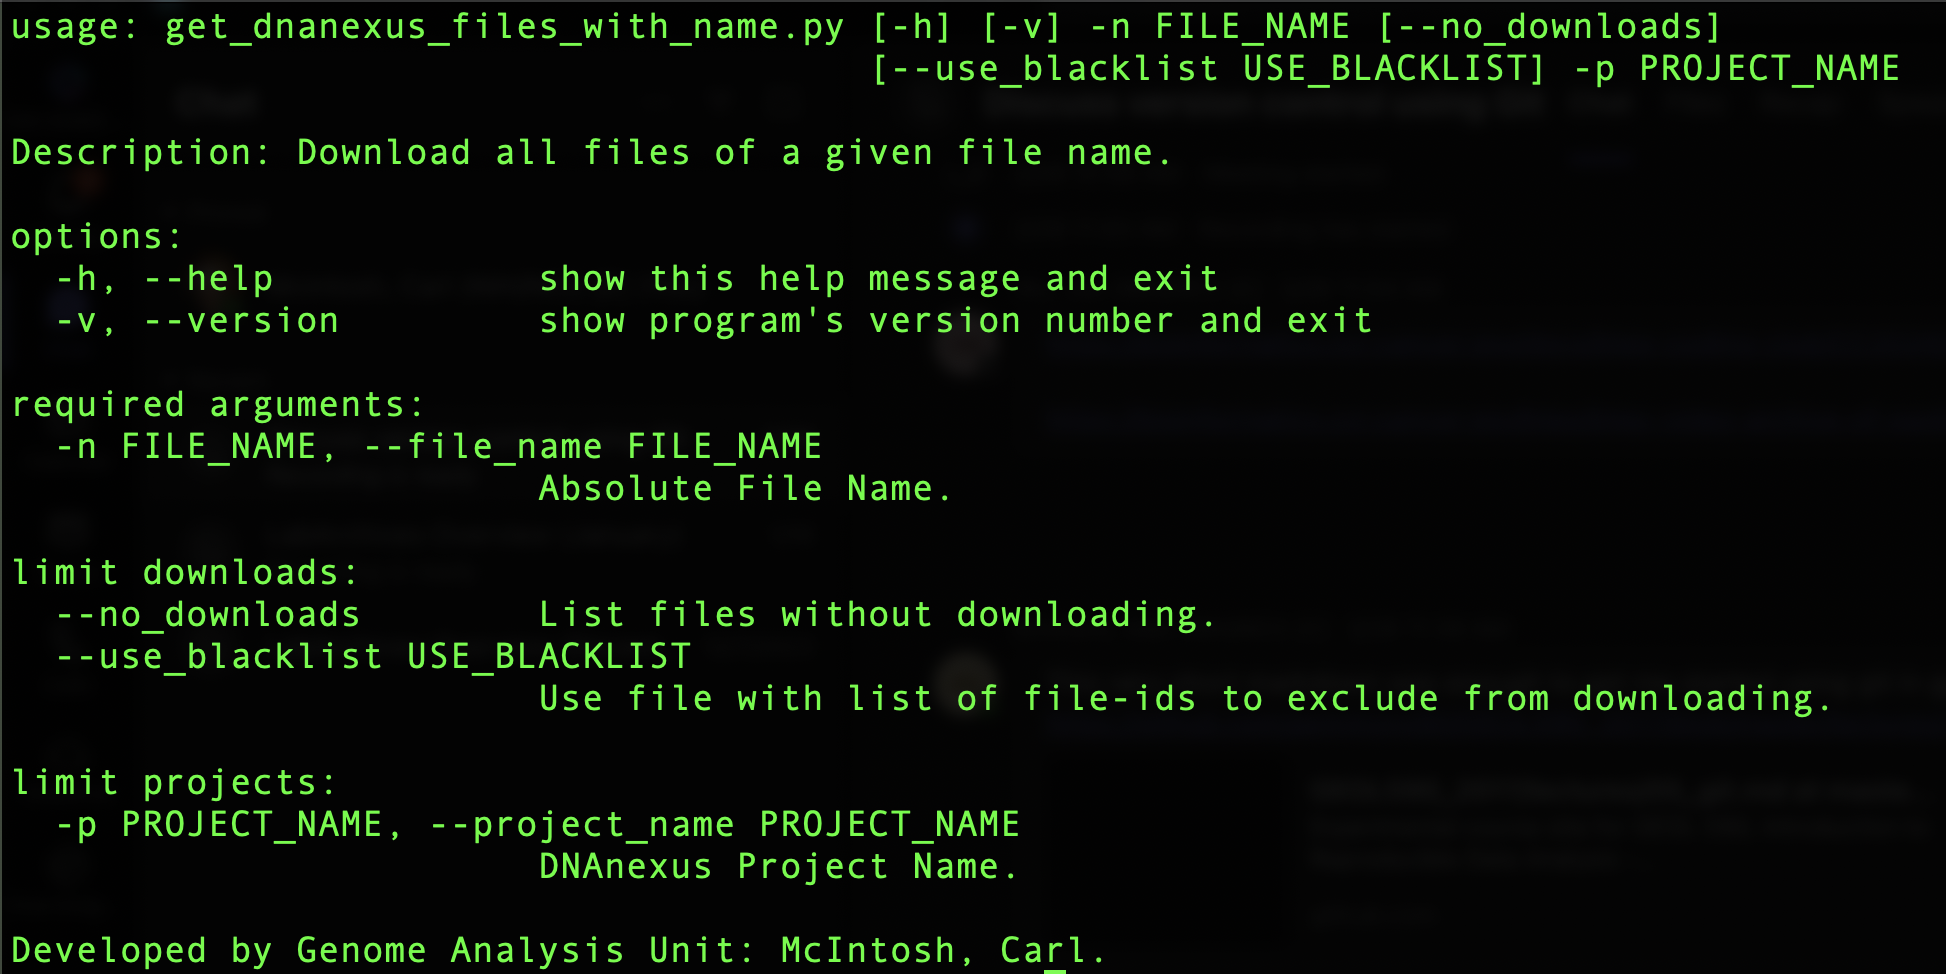 usage: get_dnanexus_files_with_name.py [-h] [-v] -n FILE_NAME [--no_downloads]
[--use_blacklist USE_BLACKLIST] -p PROJECT_NAME
Description: Download all files of a given file name.
options:
-h, --help show this help message and exit
-v, --version show program's version number and exit
required arguments:
-n FILE_NAME, --file_name FILE_NAME
Absolute File Name.
limit downloads:
--no_downloads List files without downloading.
--use_blacklist USE_BLACKLIST
Use file with list of file-ids to exclude from downloading.
limit projects:
-p PROJECT_NAME, --project_name PROJECT_NAME
DNAnexus Project Name.
Developed by Genome Analysis Unit: McIntosh, Carl.